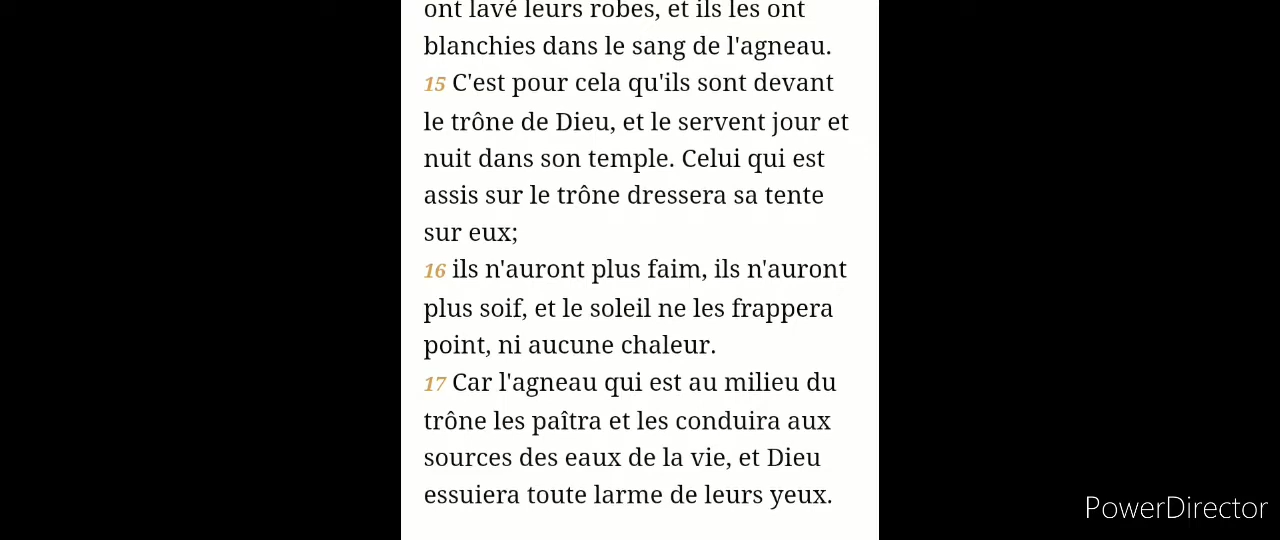 ont lavé leurs robes, et ils les ont
blanchies dans le sang de l'agneau.
15 C'est pour cela qu'ils sont devant
le trône de Dieu, et le servent jour et
nuit dans son temple. Celui qui est
assis sur le trône dressera sa tente
sur eux;
16 ils n'auront plus faim, ils n'auront
plus soif, et le soleil ne les frappera
point, ni aucune chaleur.
17 Car l'agneau qui est au milieu du
trône les paîtra et les conduira aux
sources des eaux de la vie, et Dieu
essuiera toute larme de leurs yeux.
PowerDirector